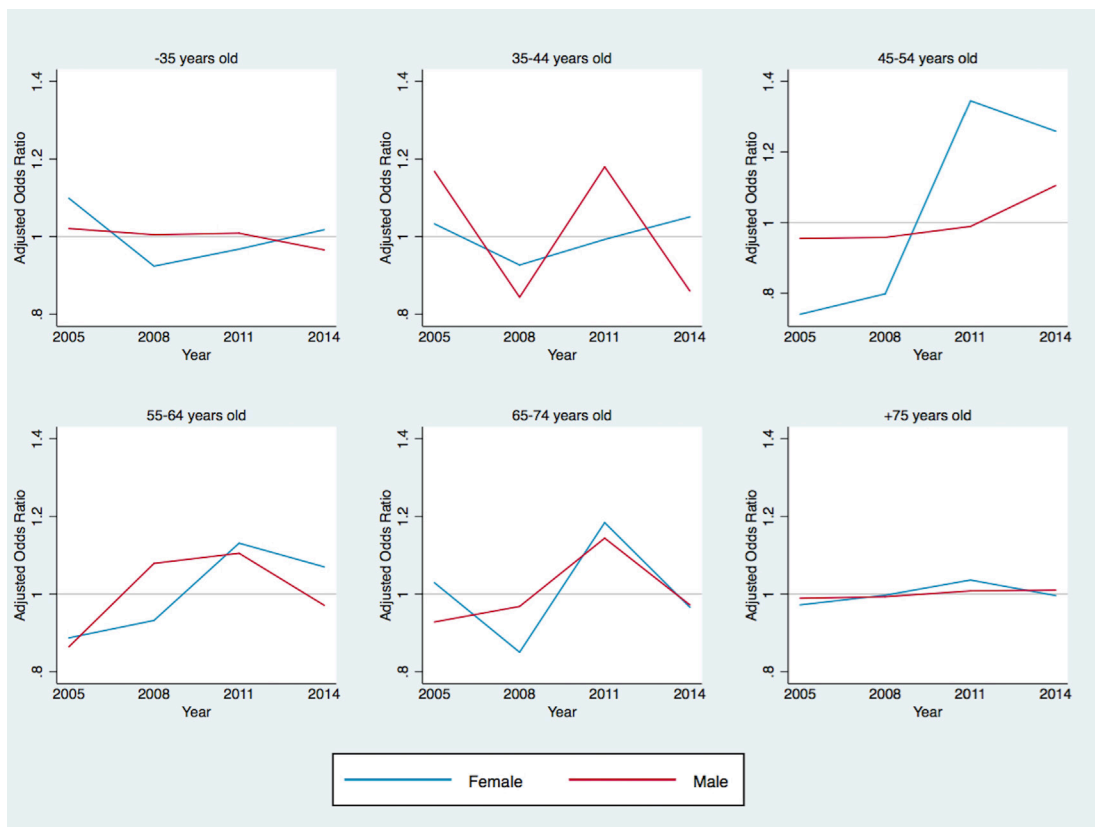 -35 years old
Adjusted Odds Ratio
1.4
1.2
1
.8
2005 2008 2011 2014
Year
35-44 years old
Adjusted Odds Ratio
1.4
1.2
1
.8
2005 2008 2011 2014
Year
45-54 years old
Adjusted Odds Ratio
1.4
1.2
1
.8
2005 2008 2011 2014
Year
55-64 years old
Adjusted Odds Ratio
1.4
1.2
1
.8
2005 2008 2011 2014
Year
65-74 years old
Adjusted Odds Ratio
1.4
1.2
1
.8
2005 2008 2011 2014
Year
+75 years old
Adjusted Odds Ratio
1.4
1.2
1
.8
2005 2008 2011 2014
Year
Female Male